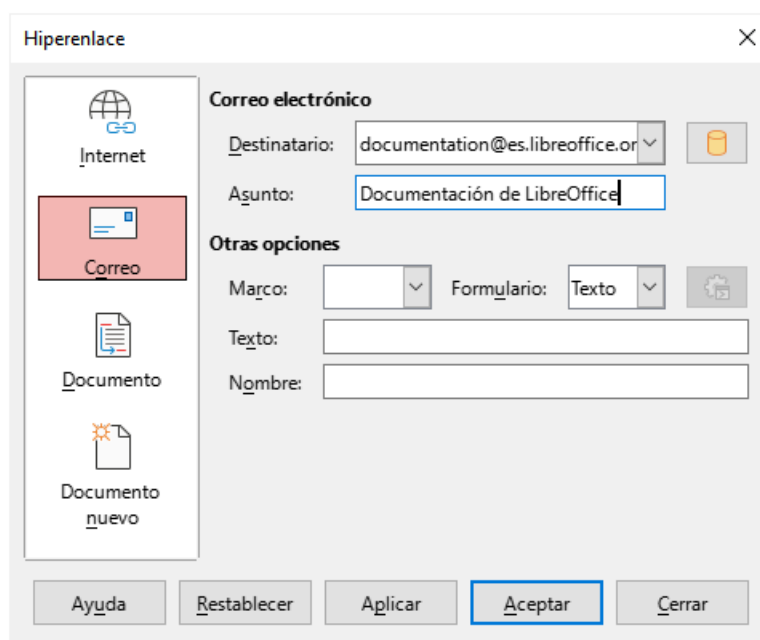 Hiperenlace
Internet
Correo
Documento
Documento
nuevo
Correo electrónico
Destinatario: documentation@es.libreoffice.or
Asunto: Documentación de LibreOffice
Otras opciones
Marco: Formulario: Texto
Texto:
Nombre:
Ayuda Restablecer Aplicar Aceptar Cerrar